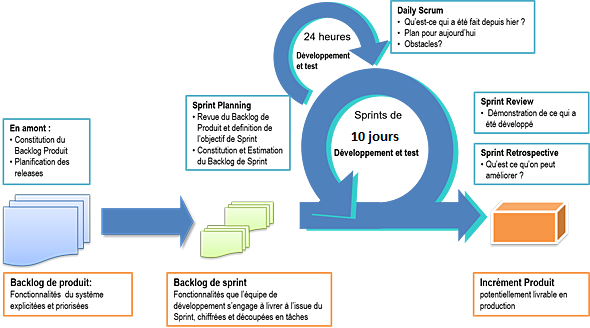 Daily Scrum
• Qu'est-ce qui a été fait depuis hier ?
• Plan pour aujourd'hui
• Obstacles?
24 heures
Développement
et test
Sprint Planning
• Revue du Backlog de
Produit et definition de
l'objectif de Sprint
• Constitution et Estimation
du Backlog de Sprint
Sprints de
10 jours
Développement et test
Sprint Review
• Démonstration de ce qui a
été développé
Sprint Retrospective
• Qu'est ce qu'on peut
améliorer ?
En amont :
• Constitution du
Backlog Produit
• Planification des
releases
Backlog de produit:
Fonctionnalités du système
explicitées et priorisées
Backlog de sprint
Fonctionnalités que l'équipe de
développement s'engage à livrer à l'issue du
Sprint, chiffrées et découpées en tâches
Incrément Produit
potentiellement livrable en
production